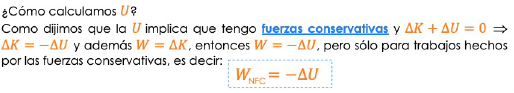 ¿Cómo calculamos U?
Como dijimos que la U implica que tengo fuerzas conservativas y ΔK + ΔU = 0 ⇒
ΔK = −ΔU y además W = ΔK, entonces W = −ΔU, pero sólo para trabajos hechos
por las fuerzas conservativas, es decir: W_NFC = −ΔU